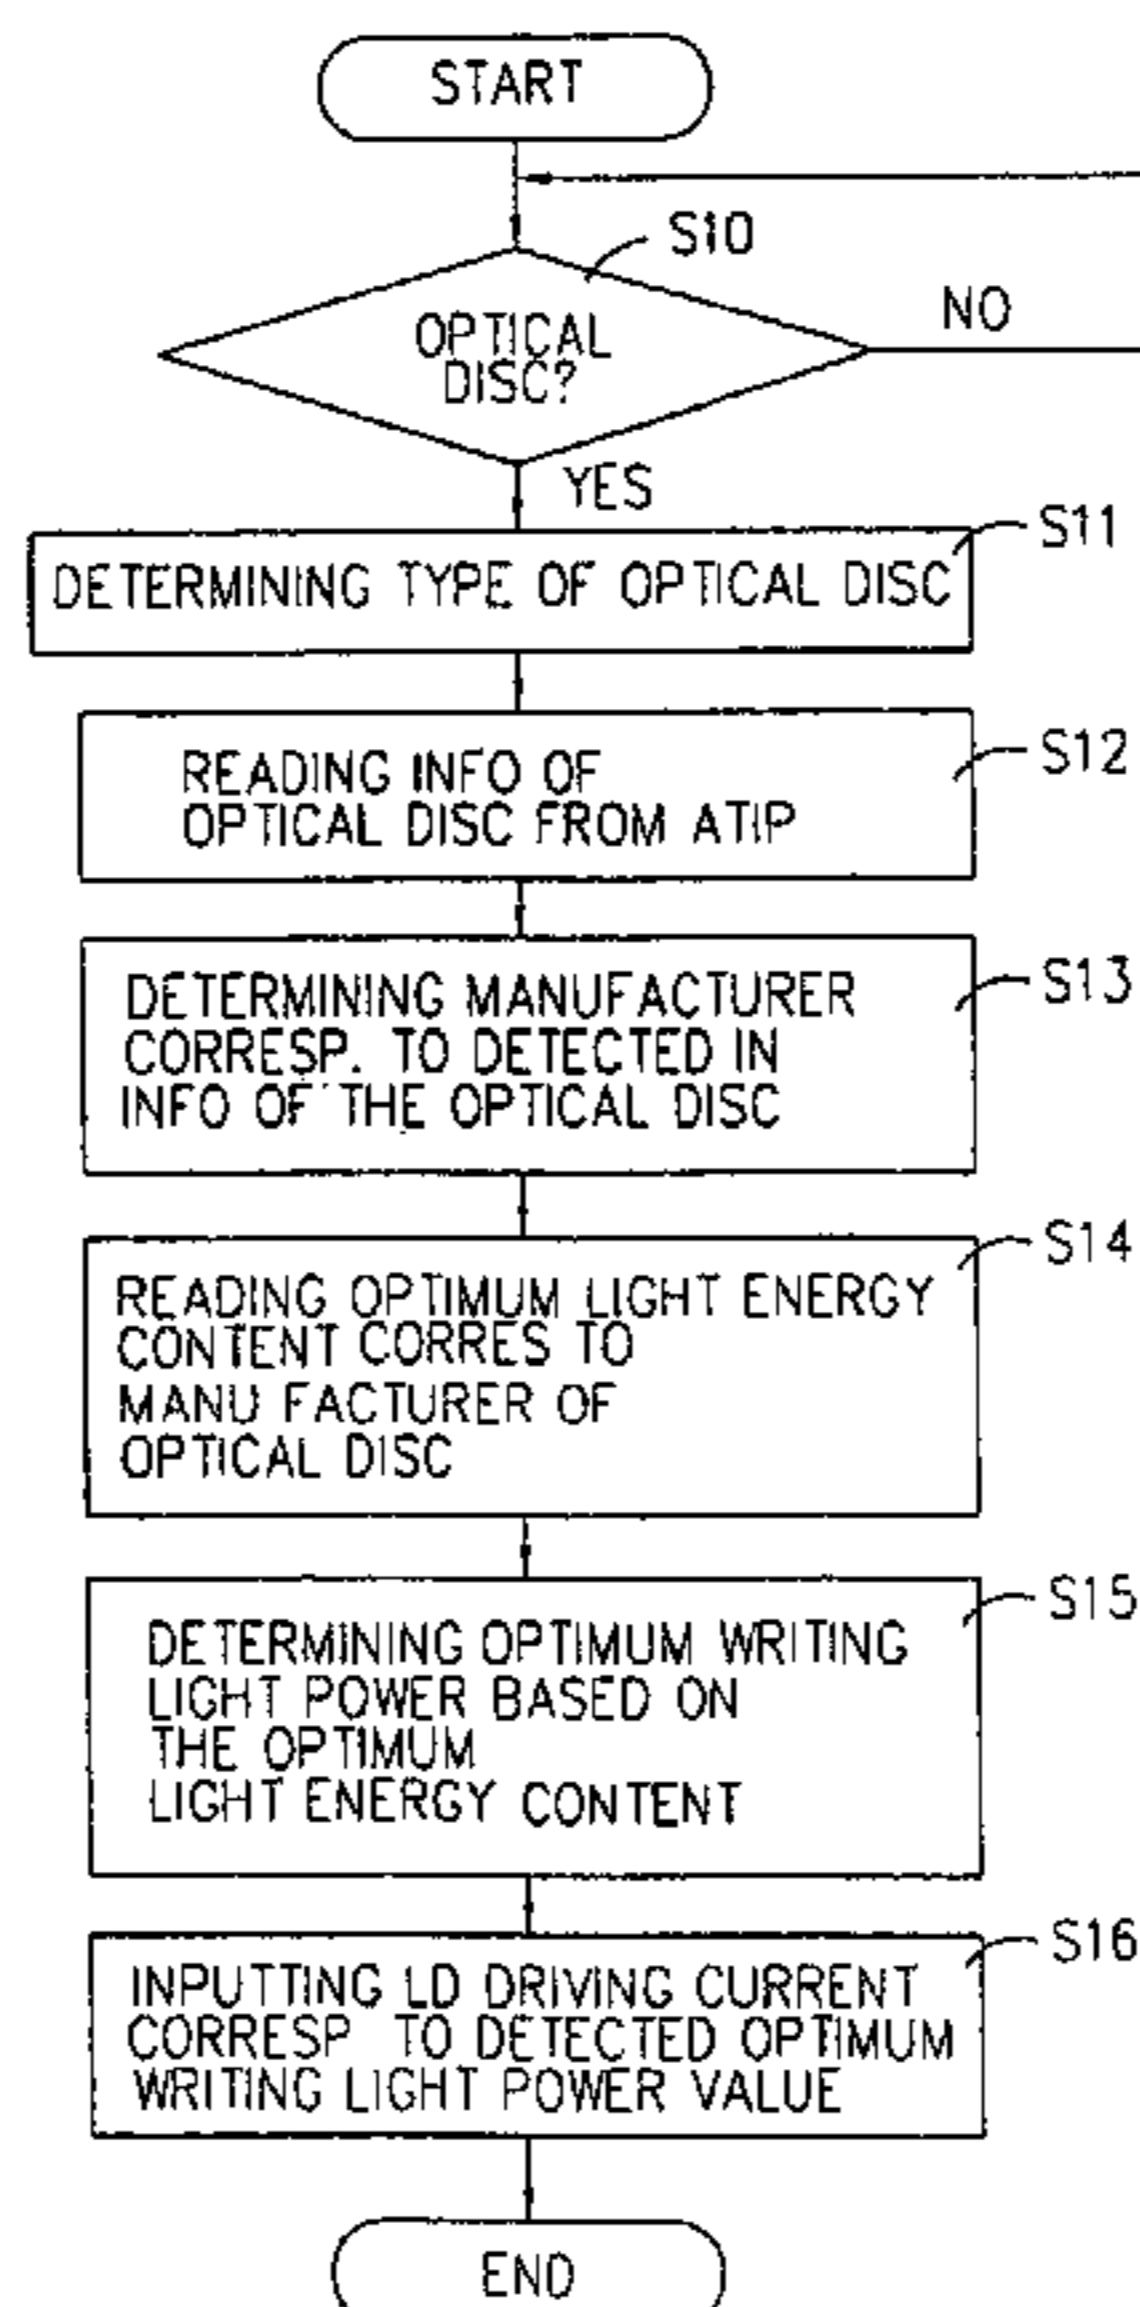 START
S10
OPTICAL
DISC?
NO
YES
S11
DETERMINING TYPE OF OPTICAL DISC
S12
READING INFO OF
OPTICAL DISC FROM ATIP
S13
DETERMINING MANUFACTURER
CORRESP. TO DETECTED IN
INFO OF THE OPTICAL DISC
S14
READING OPTIMUM LIGHT ENERGY
CONTENT CORRES TO
MANU FACTURER OF
OPTICAL DISC
S15
DETERMINING OPTIMUM WRITING
LIGHT POWER BASED ON
THE OPTIMUM
LIGHT ENERGY CONTENT
S16
INPUTTING LD DRIVING CURRENT
CORRESP TO DETECTED OPTIMUM
WRITING LIGHT POWER VALUE
END